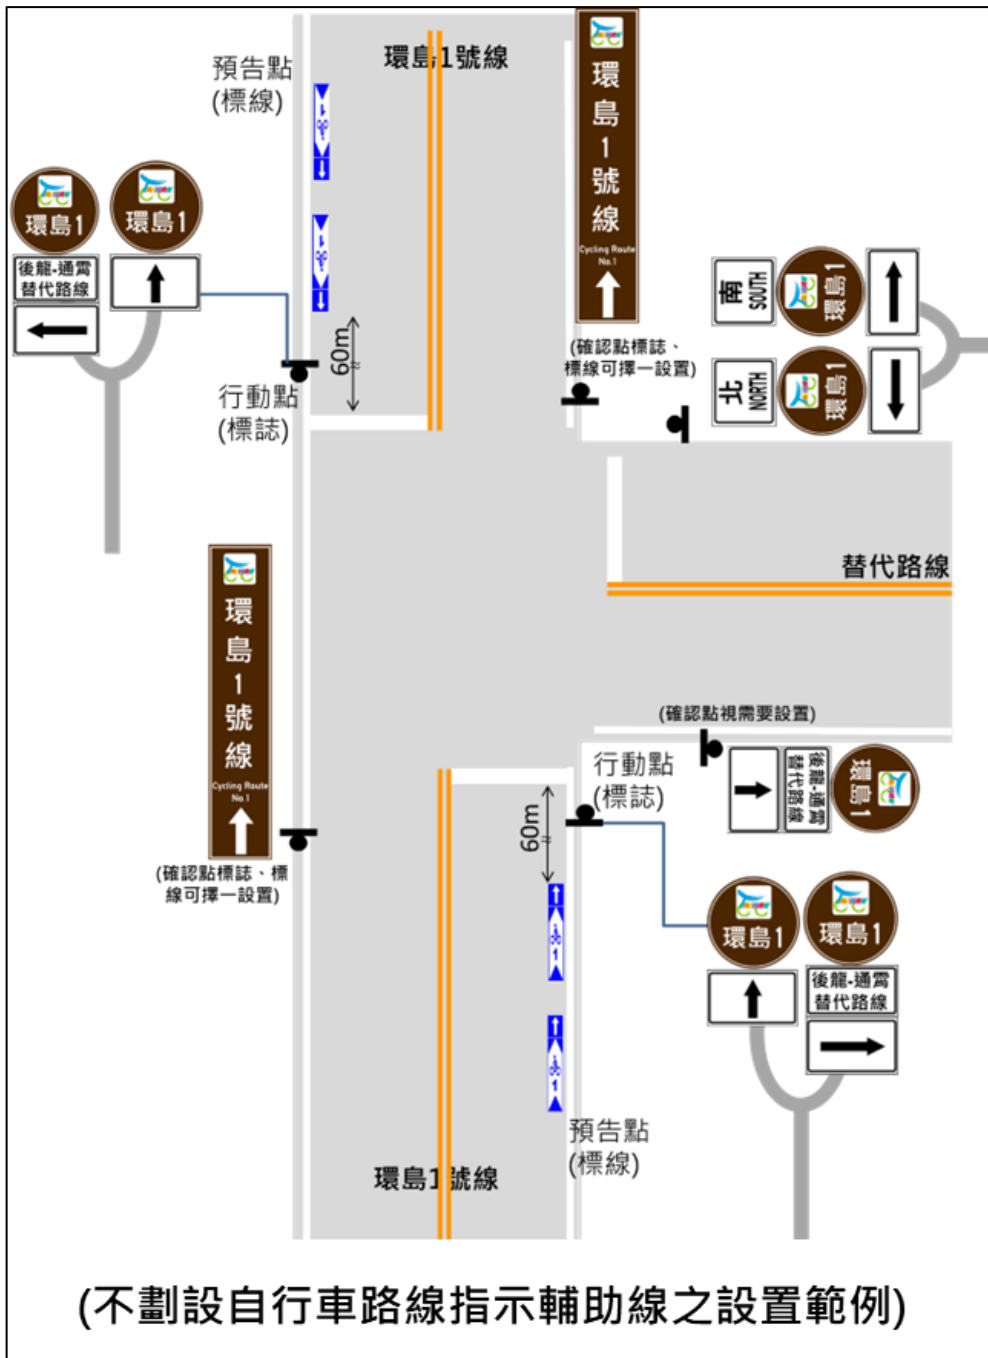 環島1號線
預告點
(標線)
環島1
環島1
後龍-通霄
替代路線
環島1號線
Cycling Route
No.1
南
SOUTH
環島1
北
NORTH
環島1
60m
(確認點標誌、
標線可擇一設置)
行動點
(標誌)
替代路線
環島1號線
Cycling Route
No.1
(確認點標誌、標
線可擇一設置)
(確認點視需要設置)
行動點
(標誌)
後龍-通霄
替代路線
環島1
60m
環島1
環島1
後龍-通霄
替代路線
1
1
1
1
預告點
(標線)
環島1號線
(不劃設自行車路線指示輔助線之設置範例)